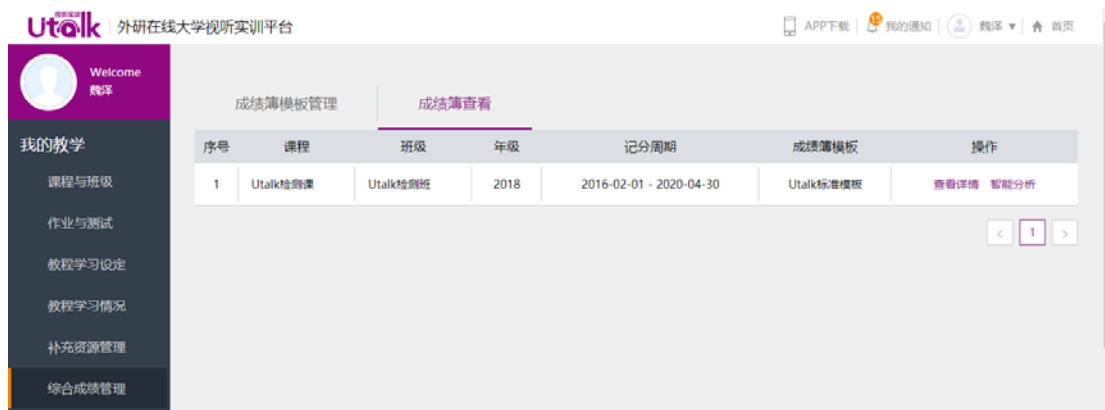 视听实训
Utalk 外研在线大学视听实训平台
APP下载 15 我的通知 魏泽 ▼ 首页
Welcome
魏泽
我的教学
课程与班级
作业与测试
教程学习设定
教程学习情况
补充资源管理
综合成绩管理
成绩簿模板管理 成绩簿查看
序号 课程 班级 年级 记分周期 成绩簿模板 操作
1 Utalk检测课 Utalk检测班 2018 2016-02-01 - 2020-04-30 Utalk标准模板 查看详情 智能分析
< 1 >